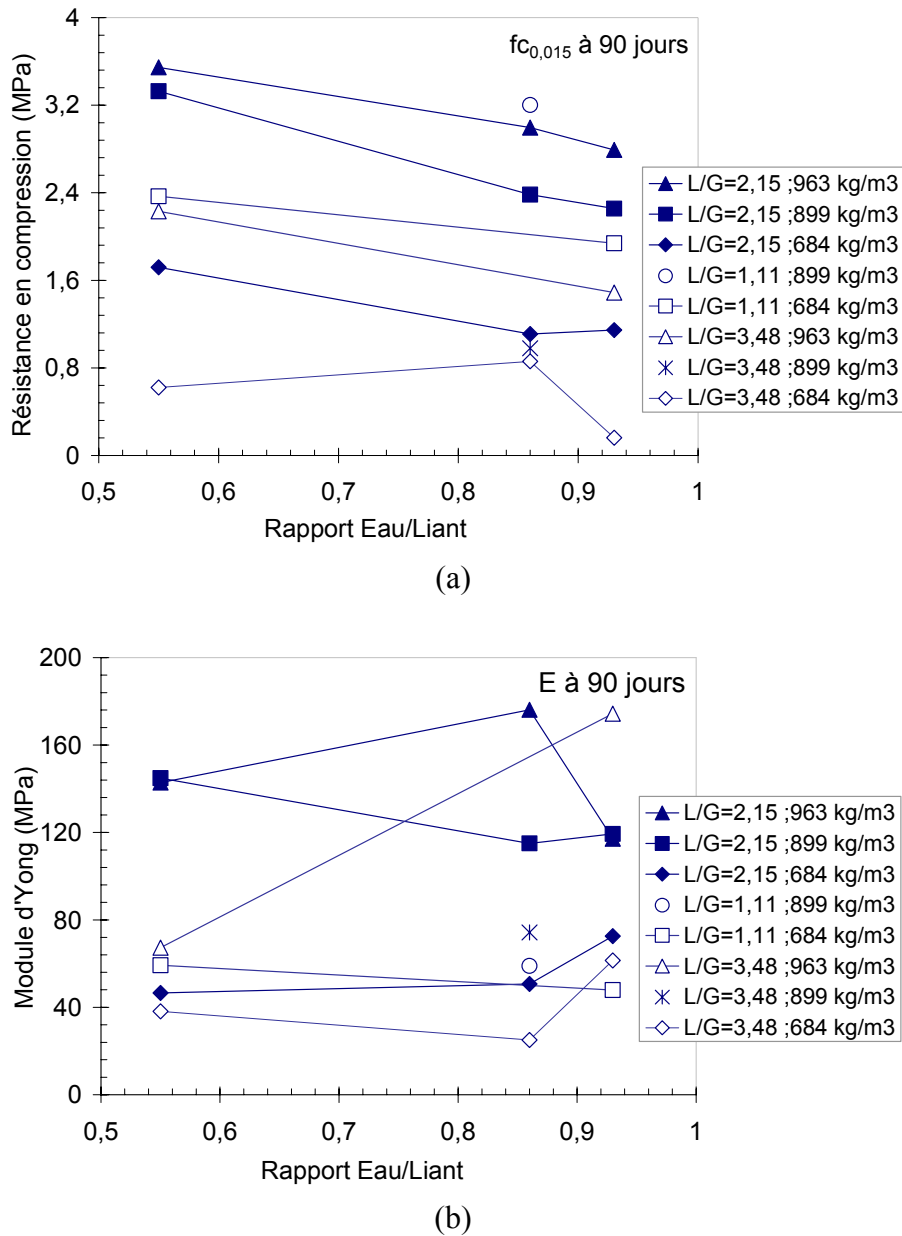 fc0,015 à 90 jours
Résistance en compression (MPa)
4
3,2
2,4
1,6
0,8
0
0,5 0,6 0,7 0,8 0,9 1
Rapport Eau/Liant
L/G=2,15 ;963 kg/m3
L/G=2,15 ;899 kg/m3
L/G=2,15 ;684 kg/m3
L/G=1,11 ;899 kg/m3
L/G=1,11 ;684 kg/m3
L/G=3,48 ;963 kg/m3
L/G=3,48 ;899 kg/m3
L/G=3,48 ;684 kg/m3
(a)
E à 90 jours
Module d'Yong (MPa)
200
160
120
80
40
0
0,5 0,6 0,7 0,8 0,9 1
Rapport Eau/Liant
L/G=2,15 ;963 kg/m3
L/G=2,15 ;899 kg/m3
L/G=2,15 ;684 kg/m3
L/G=1,11 ;899 kg/m3
L/G=1,11 ;684 kg/m3
L/G=3,48 ;963 kg/m3
L/G=3,48 ;899 kg/m3
L/G=3,48 ;684 kg/m3
(b)